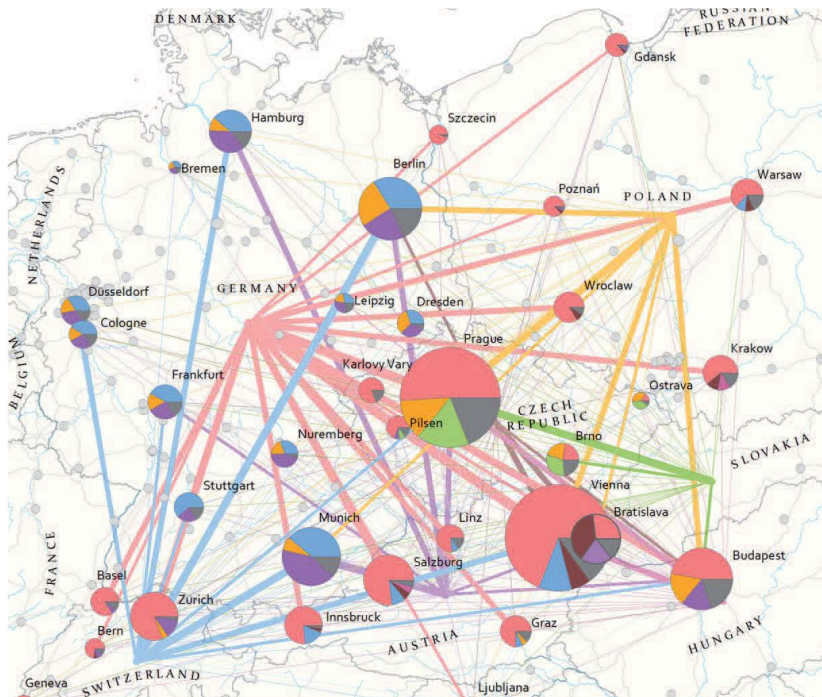 DENMARK
RUSSIAN
FEDERATION
Gdansk
Hamburg
Szczecin
Bremen
Berlin
Warsaw
Poznań
POLAND
NETHERLANDS
Düsseldorf
GERMANY
Leipzig
Dresden
Wroclaw
Cologne
Prague
BELGIUM
Frankfurt
Karlovy Vary
Krakow
Ostrava
CZECH
REPUBLIC
Pilsen
Nuremberg
Brno
SLOVAKIA
Vienna
Stuttgart
Munich
Linz
Bratislava
FRANCE
Salzburg
Budapest
Basel
Zürich
Innsbruck
Graz
Bern
AUSTRIA
HUNGARY
SWITZERLAND
Geneva
Ljubljana